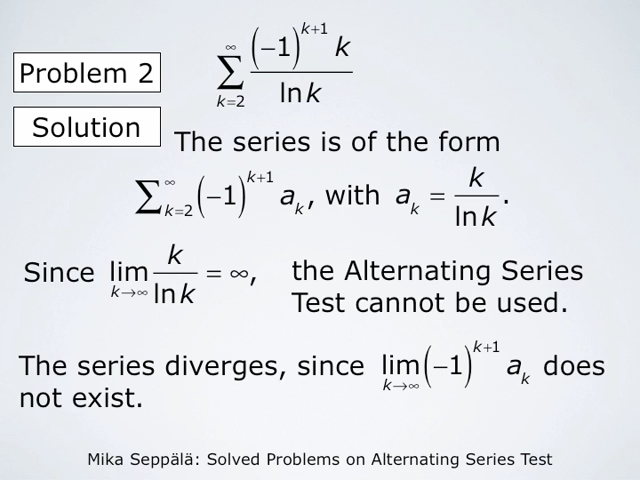 Problem 2
∑_{k=2}^{∞} (−1)^{k+1} k / ln k
Solution
The series is of the form
∑_{k=2}^{∞} (−1)^{k+1} a_k, with a_k = k / ln k.
Since lim_{k→∞} k / ln k = ∞, the Alternating Series
Test cannot be used.
The series diverges, since lim_{k→∞} (−1)^{k+1} a_k does
not exist.
Mika Seppälä: Solved Problems on Alternating Series Test